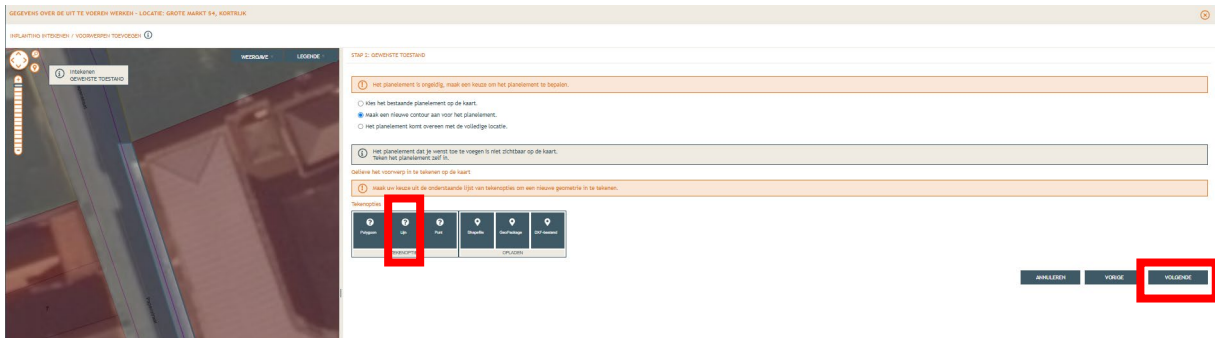 GEGEVENS OVER DE UIT TE VOEREN WERKEN - LOCATIE: GROTE MARKT 54, KORTRIJK
INPLANTING INTEKENEN / VOORWERPEN TOEVOEGEN
WEERGAVE
LEGENDE
Intekenen
GEWENSTE TOESTAND
STAP 2: GEWENSTE TOESTAND
Het planelement is ongeldig, maak een keuze om het planelement te bepalen.
Kies het bestaande planelement op de kaart.
Maak een nieuwe contour aan voor het planelement.
Het planelement komt overeen met de volledige locatie.
Het planelement dat je wenst toe te voegen is niet zichtbaar op de kaart.
Teken het planelement zelf in.
Gelieve het voorwerp in te tekenen op de kaart
Maak uw keuze uit de onderstaande lijst van tekenopties om een nieuwe geometrie in te tekenen.
Tekenopties
Polygoon
Lijn
Punt
Shapefile
GeoPackage
DXF-bestand
OPLADEN
ANNULEREN
VORIGE
VOLGENDE